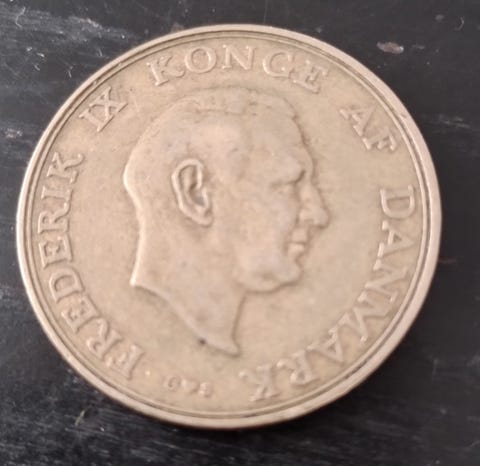 FREDERIK IX KONGE AF DANMARK